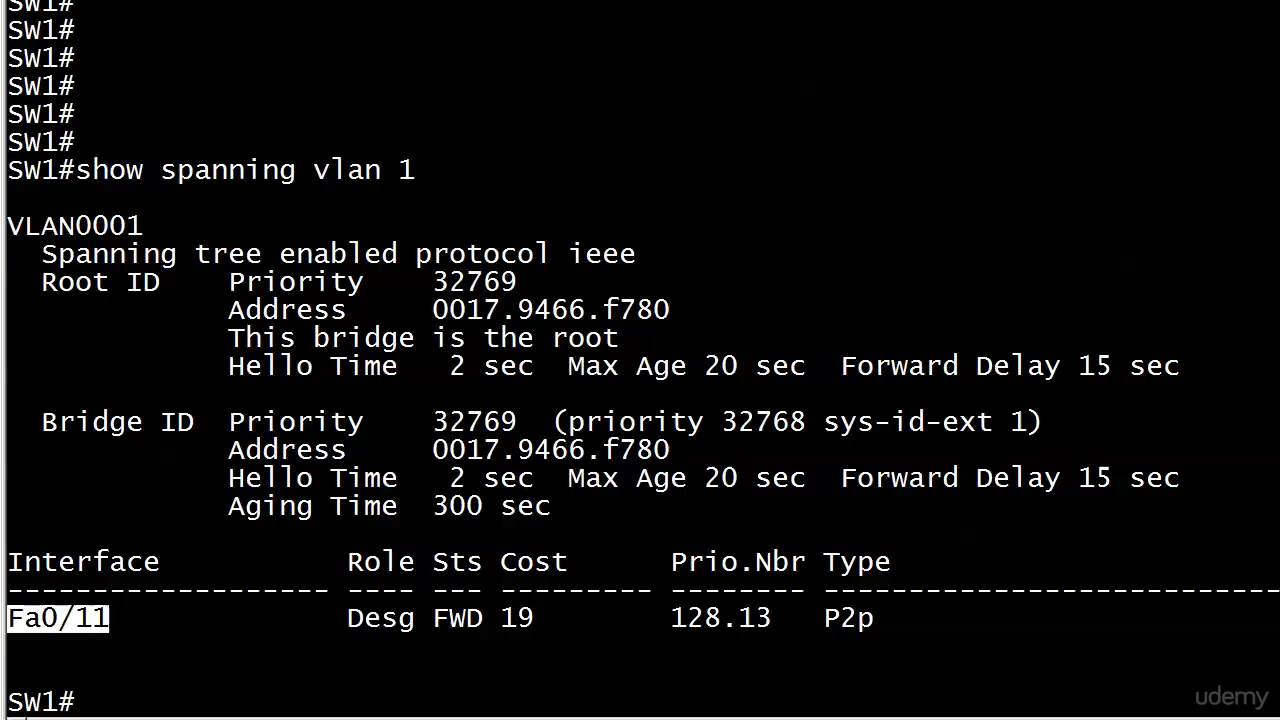 SW1#
SW1#
SW1#
SW1#
SW1#
SW1#
SW1#show spanning vlan 1
VLAN0001
Spanning tree enabled protocol ieee
Root ID Priority 32769
Address 0017.9466.f780
This bridge is the root
Hello Time 2 sec Max Age 20 sec Forward Delay 15 sec
Bridge ID Priority 32769 (priority 32768 sys-id-ext 1)
Address 0017.9466.f780
Hello Time 2 sec Max Age 20 sec Forward Delay 15 sec
Aging Time 300 sec
Interface Role Sts Cost Prio.Nbr Type
------------------- ---- --- --------- -------- ---------------------------
Fa0/11 Desg FWD 19 128.13 P2p
SW1#
udemy